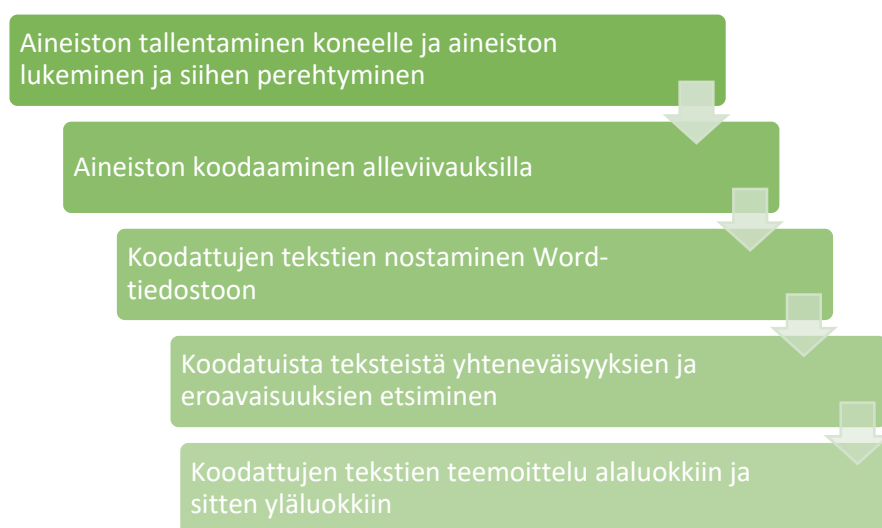 Aineiston tallentaminen koneelle ja aineiston
lukeminen ja siihen perehtyminen
Aineiston koodaaminen alleviivauksilla
Koodattujen tekstien nostaminen Word-
tiedostoon
Koodatuista teksteistä yhteneväisyyksien ja
eroavaisuuksien etsiminen
Koodattujen tekstien teemoittelu alaluokkiin ja
sitten yläluokkiin